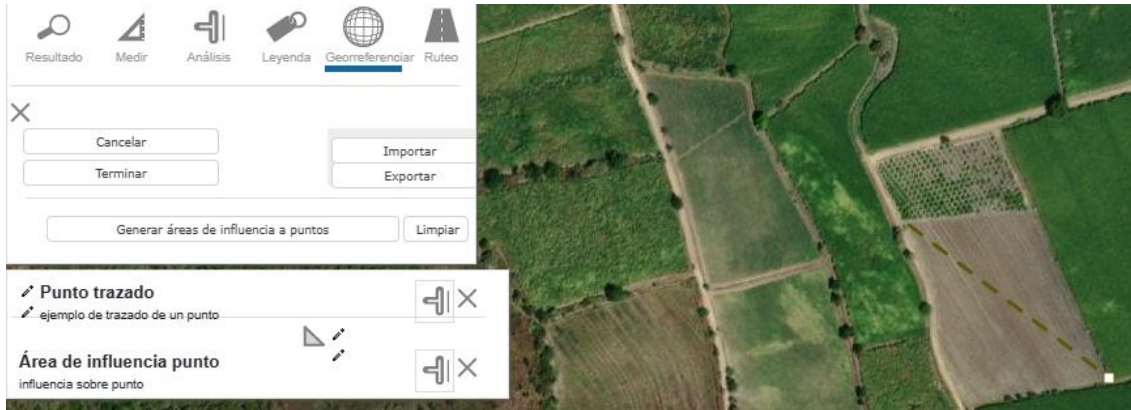 Resultado Medir Análisis Leyenda Georreferenciar Ruteo
Cancelar
Importar
Terminar
Exportar
Generar áreas de influencia a puntos Limpiar
Punto trazado
ejemplo de trazado de un punto
Área de influencia punto
influencia sobre punto